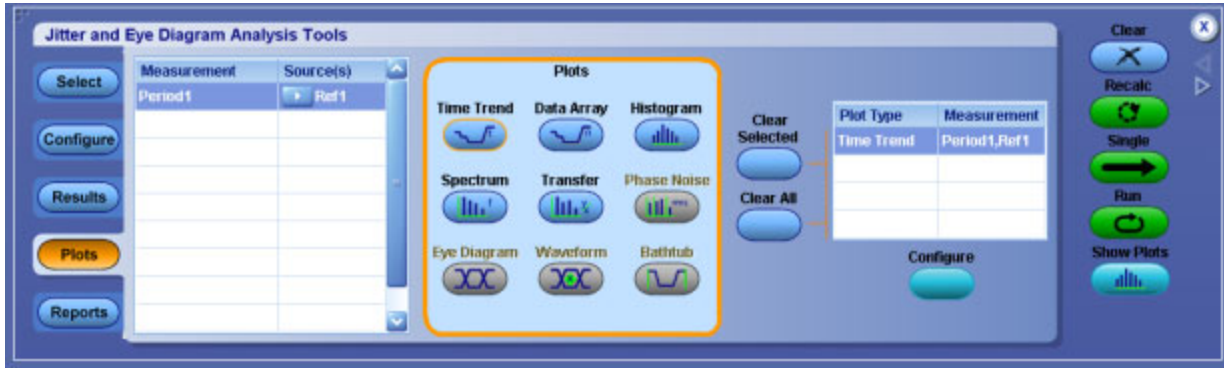 Jitter and Eye Diagram Analysis Tools
Select
Configure
Results
Plots
Reports
Measurement Source(s)
Period1 Ref1
Plots
Time Trend Data Array Histogram
Spectrum Transfer Phase Noise
Eye Diagram Waveform Bathtub
Clear
Selected
Clear All
Plot Type Measurement
Time Trend Period1,Ref1
Configure
Clear
X
Recalc
Single
Run
Show Plots